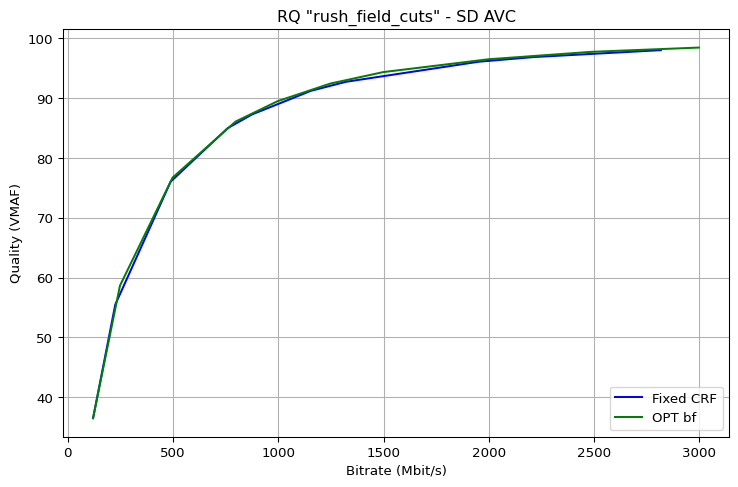 RQ "rush_field_cuts" - SD AVC
100
90
80
70
60
50
40
Quality (VMAF)
0 500 1000 1500 2000 2500 3000
Bitrate (Mbit/s)
Fixed CRF
OPT bf